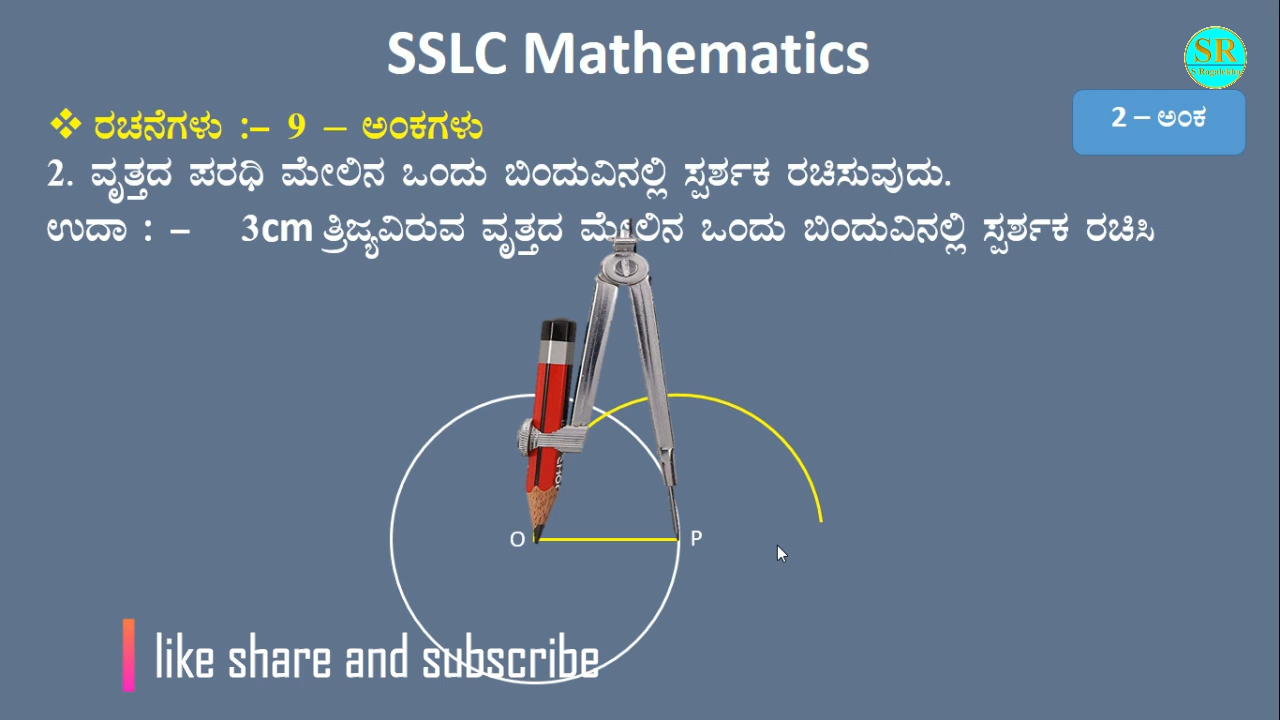 SSLC Mathematics
SR
S Ragalekha
❖ ರಚನೆಗಳು :– 9 – ಅಂಕಗಳು
2 – ಅಂಕ
2. ವೃತ್ತದ ಪರಧಿ ಮೇಲಿನ ಒಂದು ಬಿಂದುವಿನಲ್ಲಿ ಸ್ಪರ್ಶಕ ರಚಿಸುವುದು.
ಉದಾ : – 3cm ತ್ರಿಜ್ಯವಿರುವ ವೃತ್ತದ ಮೇಲಿನ ಒಂದು ಬಿಂದುವಿನಲ್ಲಿ ಸ್ಪರ್ಶಕ ರಚಿಸಿ
O P
like share and subscribe